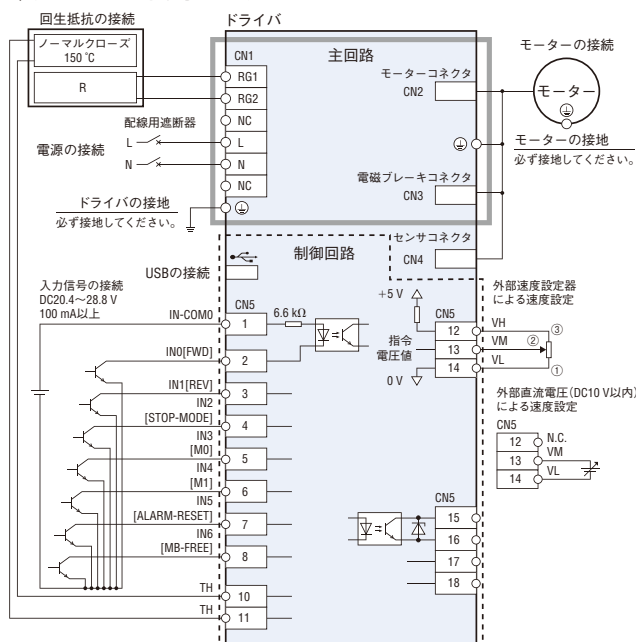 回生抵抗の接続
ノーマルクローズ
150 ℃
R
ドライバ
主回路
CN1
RG1
RG2
NC
L
N
NC
配線用遮断器
電源の接続
L
N
ドライバの接地
必ず接地してください。
モーターコネクタ
CN2
電磁ブレーキコネクタ
CN3
モーターの接続
モーター
モーターの接地
必ず接地してください。
制御回路
センサコネクタ
CN4
USBの接続
入力信号の接続
DC20.4～28.8 V
100 mA以上
CN5
IN-COM0
1
6.6 kΩ
IN0[FWD]
2
IN1[REV]
3
IN2
[STOP-MODE]
4
IN3
[M0]
5
IN4
[M1]
6
IN5
[ALARM-RESET]
7
IN6
[MB-FREE]
8
TH
10
TH
11
+5 V
指令
電圧値
0 V
CN5
12
13
14
VH
VM
VL
③
②
①
外部速度設定器
による速度設定
外部直流電圧(DC10 V以内)
による速度設定
CN5
12
N.C.
13
VM
14
VL
CN5
15
16
17
18